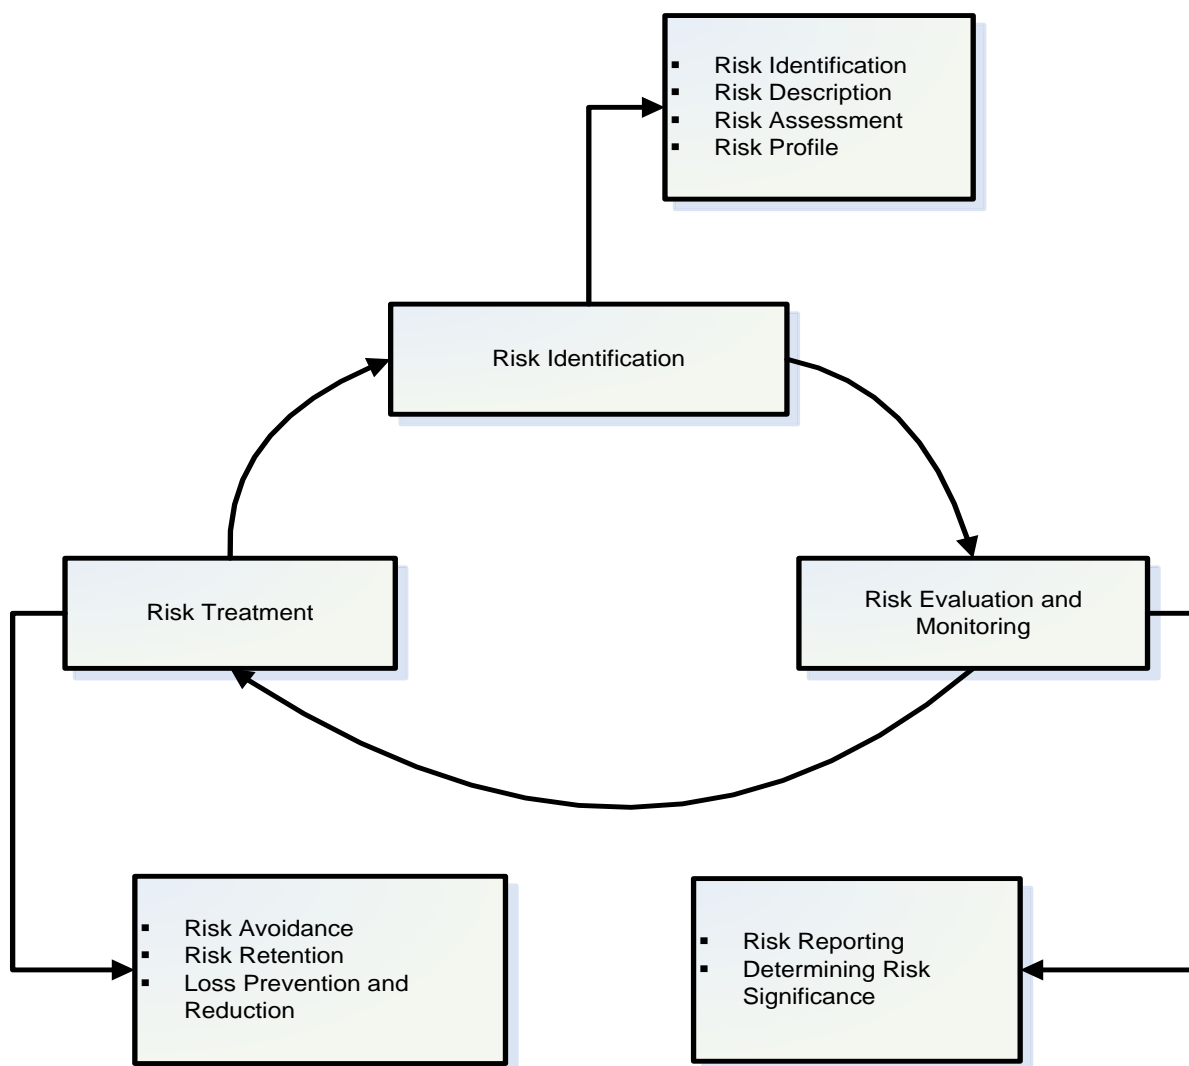 ▪ Risk Identification
▪ Risk Description
▪ Risk Assessment
▪ Risk Profile
Risk Identification
Risk Treatment
Risk Evaluation and
Monitoring
▪ Risk Avoidance
▪ Risk Retention
▪ Loss Prevention and
Reduction
▪ Risk Reporting
▪ Determining Risk
Significance